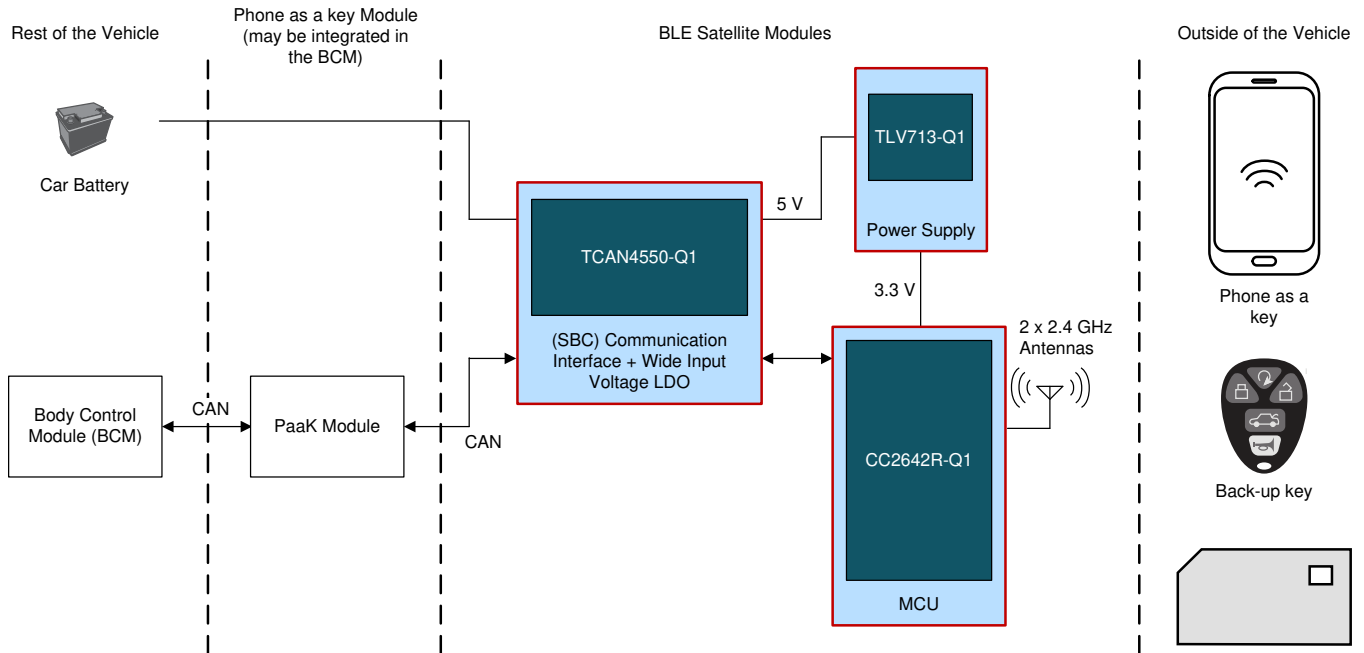 Rest of the Vehicle
Phone as a key Module
(may be integrated in
the BCM)
BLE Satellite Modules
Outside of the Vehicle
Car Battery
TLV713-Q1
Power Supply
5 V
TCAN4550-Q1
(SBC) Communication
Interface + Wide Input
Voltage LDO
3.3 V
2 x 2.4 GHz
Antennas
Phone as a
key
Body Control
Module (BCM)
CAN
PaaK Module
CAN
CC2642R-Q1
MCU
Back-up key